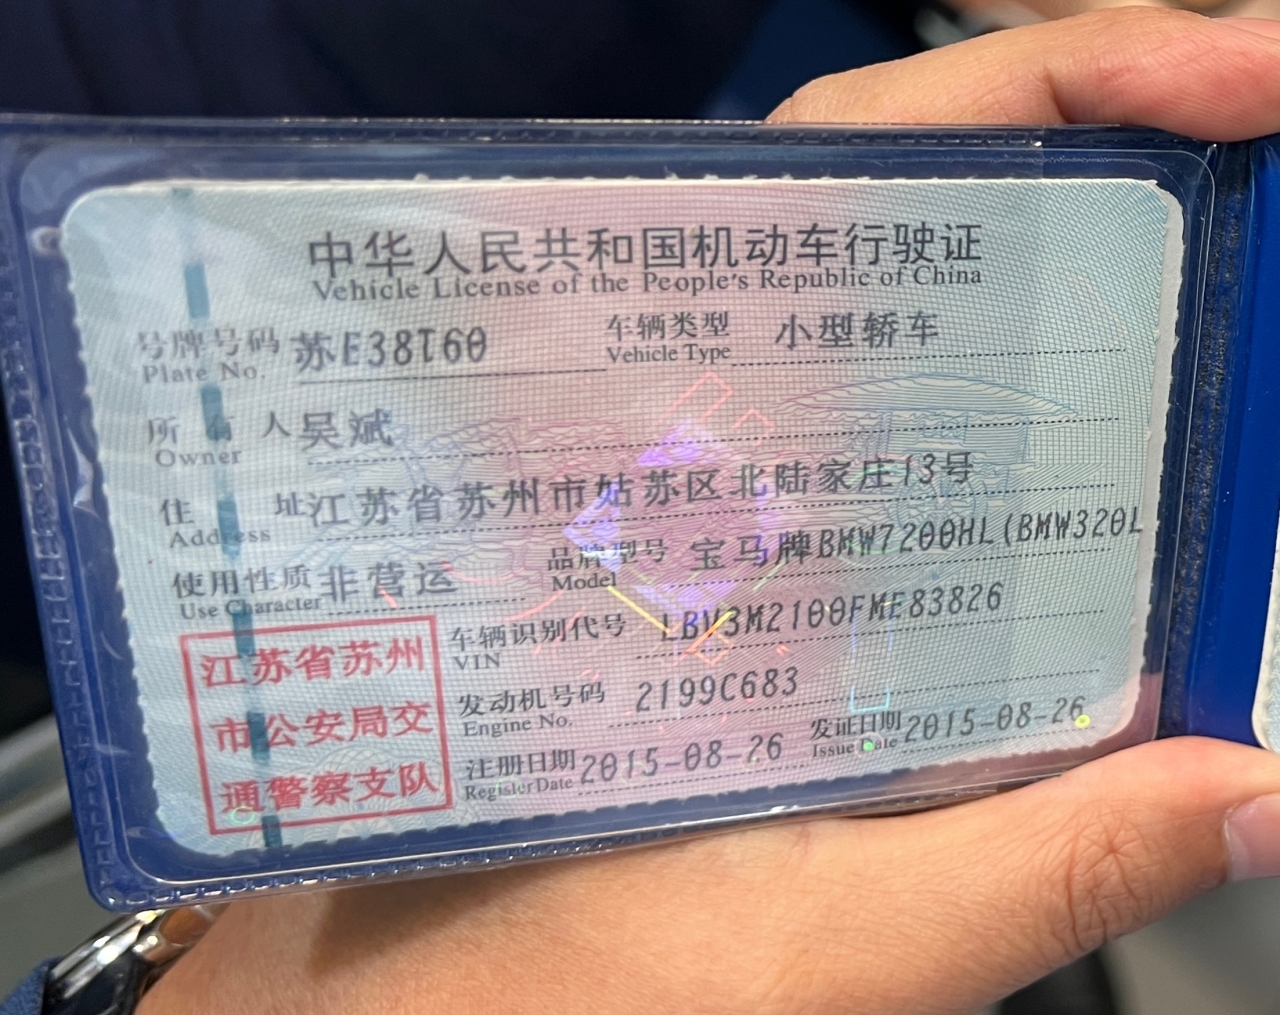 中华人民共和国机动车行驶证
Vehicle License of the People's Republic of China
号牌号码 苏E38T60 车辆类型 小型轿车
Plate No. Vehicle Type
所有人 吴斌
Owner
住址 江苏省苏州市姑苏区北陆家庄13号
Address
使用性质 非营运 品牌型号 宝马牌BMW7200HL(BMW320L
Use Character Model
江苏省苏州
市公安局交
通警察支队
车辆识别代号 LBV3M2100FME83826
VIN
发动机号码 2199C683
Engine No.
注册日期 2015-08-26 发证日期 2015-08-26
Register Date Issue Date